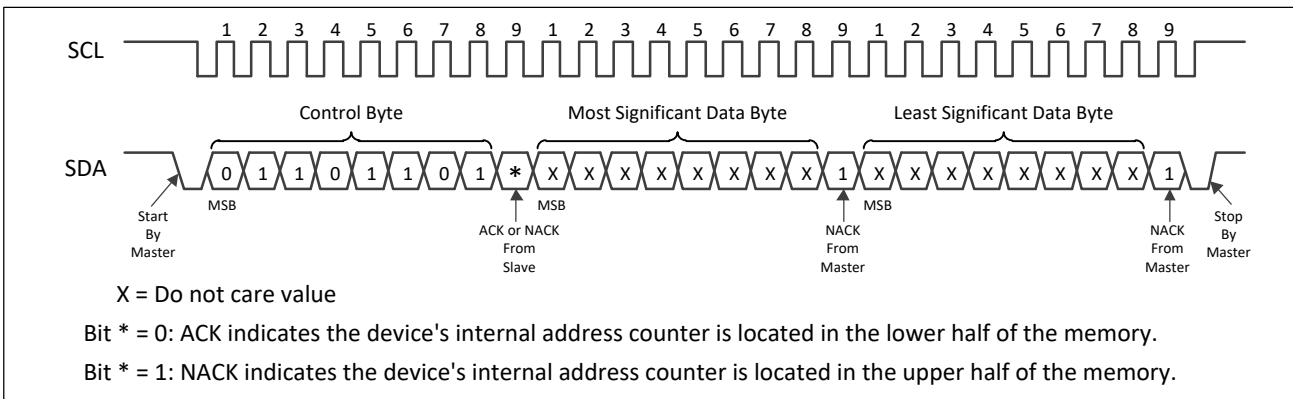 1 2 3 4 5 6 7 8 9 1 2 3 4 5 6 7 8 9 1 2 3 4 5 6 7 8 9
SCL
Control Byte Most Significant Data Byte Least Significant Data Byte
SDA 0 1 1 0 1 1 0 1 * X X X X X X X X 1 X X X X X X X X 1
MSB MSB MSB
Start
By
Master
ACK or NACK
From
Slave
NACK
From
Master
NACK
From
Master
Stop
By
Master
X = Do not care value
Bit * = 0: ACK indicates the device's internal address counter is located in the lower half of the memory.
Bit * = 1: NACK indicates the device's internal address counter is located in the upper half of the memory.